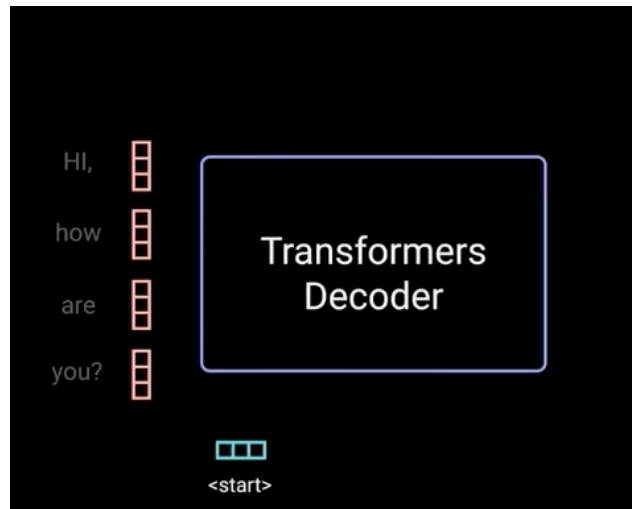 HI,
how
are
you?
Transformers
Decoder
<start>